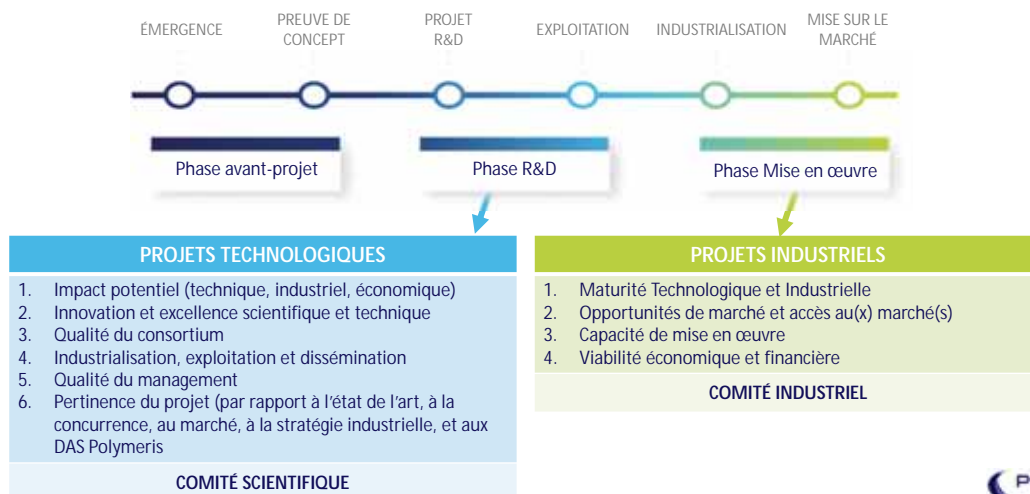 ÉMERGENCE
PREUVE DE
CONCEPT
PROJET
R&D
EXPLOITATION
INDUSTRIALISATION
MISE SUR LE
MARCHÉ
Phase avant-projet
Phase R&D
Phase Mise en œuvre
PROJETS TECHNOLOGIQUES
1. Impact potentiel (technique, industriel, économique)
2. Innovation et excellence scientifique et technique
3. Qualité du consortium
4. Industrialisation, exploitation et dissémination
5. Qualité du management
6. Pertinence du projet (par rapport à l'état de l'art, à la
concurrence, au marché, à la stratégie industrielle, et aux
DAS Polymeris
COMITÉ SCIENTIFIQUE
PROJETS INDUSTRIELS
1. Maturité Technologique et Industrielle
2. Opportunités de marché et accès au(x) marché(s)
3. Capacité de mise en œuvre
4. Viabilité économique et financière
COMITÉ INDUSTRIEL
P